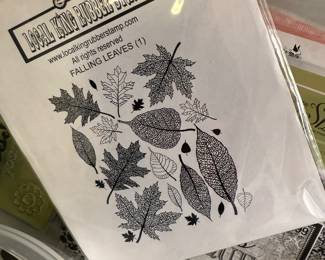 LOCAL KING RUBBER STAMP
www.localkingrubberstamp.com
All rights reserved
FALLING LEAVES (1)